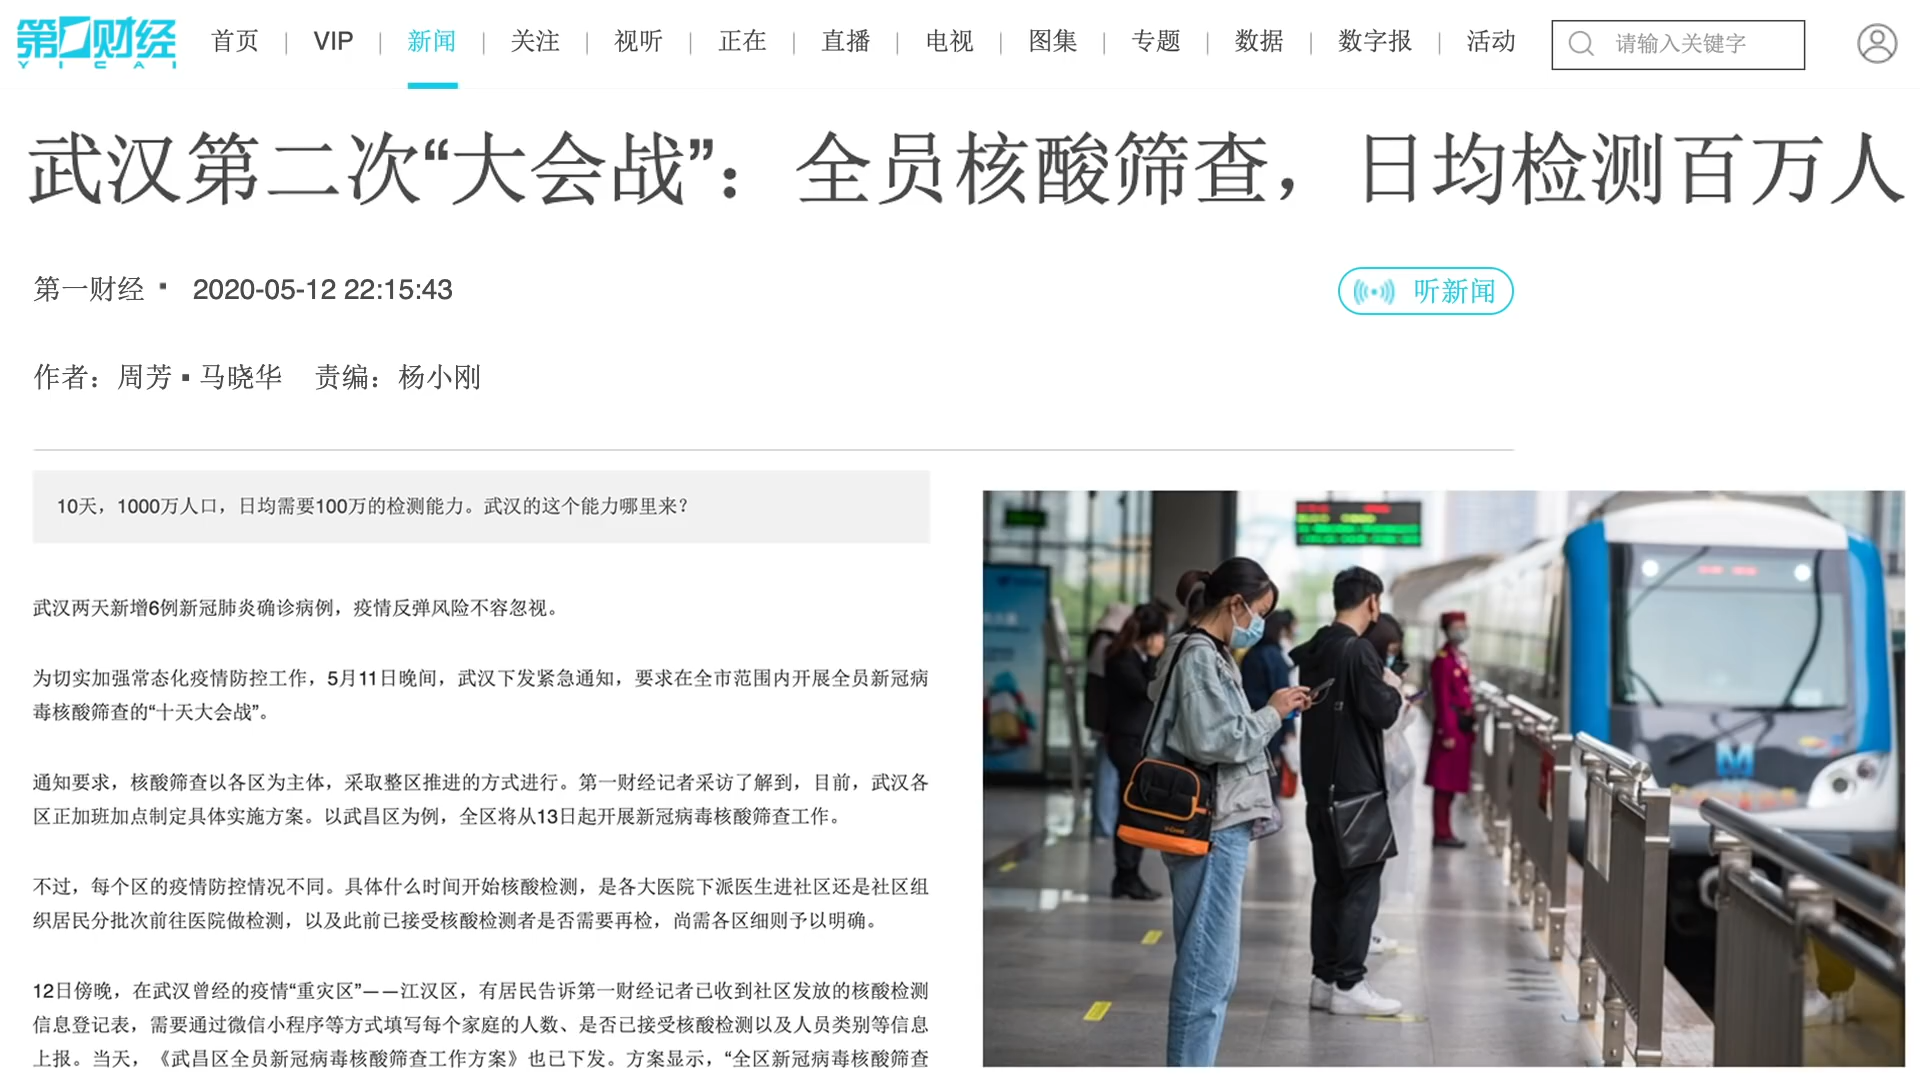 第一财经
YICAI
首页 | VIP | 新闻 | 关注 | 视听 | 正在 | 直播 | 电视 | 图集 | 专题 | 数据 | 数字报 | 活动
请输入关键字
武汉第二次“大会战”：全员核酸筛查，日均检测百万人
第一财经 ▪ 2020-05-12 22:15:43
听新闻
作者：周芳 ▪ 马晓华 责编：杨小刚
10天，1000万人口，日均需要100万的检测能力。武汉的这个能力哪里来？
武汉两天新增6例新冠肺炎确诊病例，疫情反弹风险不容忽视。
为切实加强常态化疫情防控工作，5月11日晚间，武汉下发紧急通知，要求在全市范围内开展全员新冠病
毒核酸筛查的“十天大会战”。
通知要求，核酸筛查以各区为主体，采取整区推进的方式进行。第一财经记者采访了解到，目前，武汉各
区正加班加点制定具体实施方案。以武昌区为例，全区将从13日起开展新冠病毒核酸筛查工作。
不过，每个区的疫情防控情况不同。具体什么时间开始核酸检测，是各大医院下派医生进社区还是社区组
织居民分批次前往医院做检测，以及此前已接受核酸检测者是否需要再检，尚需各区细则予以明确。
12日傍晚，在武汉曾经的疫情“重灾区”——江汉区，有居民告诉第一财经记者已收到社区发放的核酸检测
信息登记表，需要通过微信小程序等方式填写每个家庭的人数、是否已接受核酸检测以及人员类别等信息
上报。当天，《武昌区全员新冠病毒核酸筛查工作方案》也已下发。方案显示，“全区新冠病毒核酸筛查